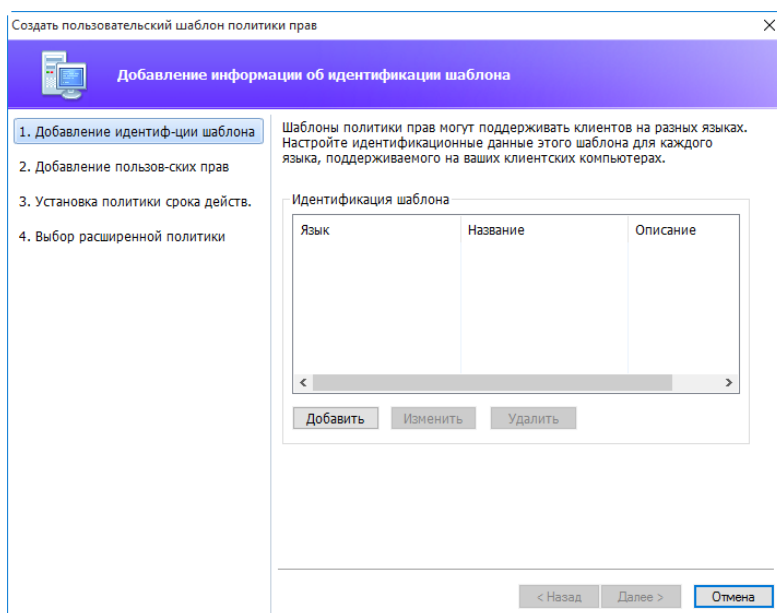 Создать пользовательский шаблон политики прав
Добавление информации об идентификации шаблона
1. Добавление идентиф-ции шаблона
2. Добавление пользов-ских прав
3. Установка политики срока действ.
4. Выбор расширенной политики
Шаблоны политики прав могут поддерживать клиентов на разных языках.
Настройте идентификационные данные этого шаблона для каждого
языка, поддерживаемого на ваших клиентских компьютерах.
Идентификация шаблона
Язык Название Описание
Добавить Изменить Удалить
< Назад Далее > Отмена